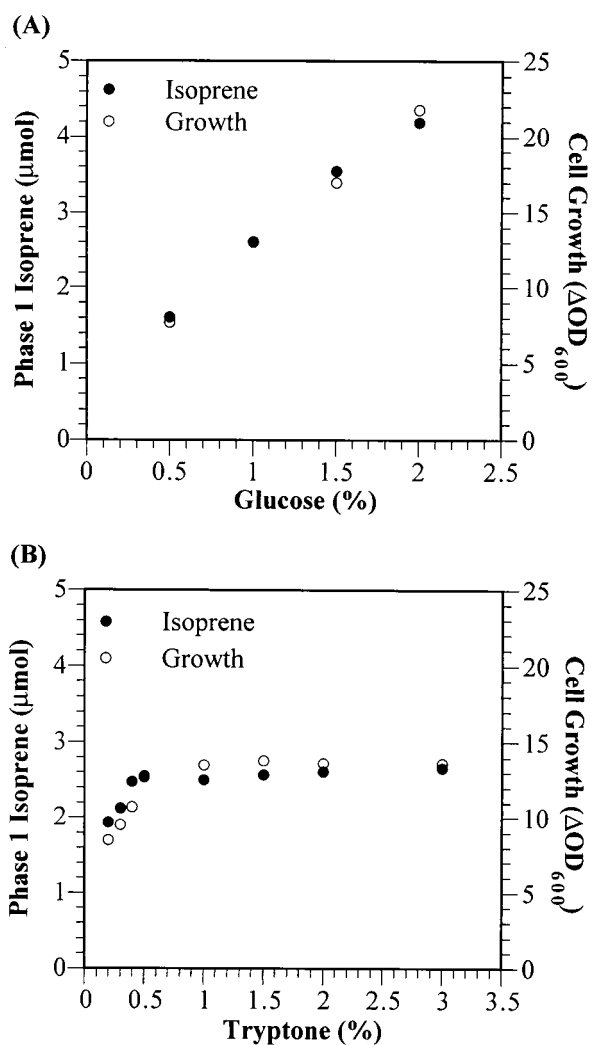 (A)
Isoprene
Growth
Phase 1 Isoprene (μmol)
5
4
3
2
1
0
Cell Growth (ΔOD600)
25
20
15
10
5
0
0 0.5 1 1.5 2 2.5
Glucose (%)
(B)
Isoprene
Growth
Phase 1 Isoprene (μmol)
5
4
3
2
1
0
Cell Growth (ΔOD600)
25
20
15
10
5
0
0 0.5 1 1.5 2 2.5 3 3.5
Tryptone (%)